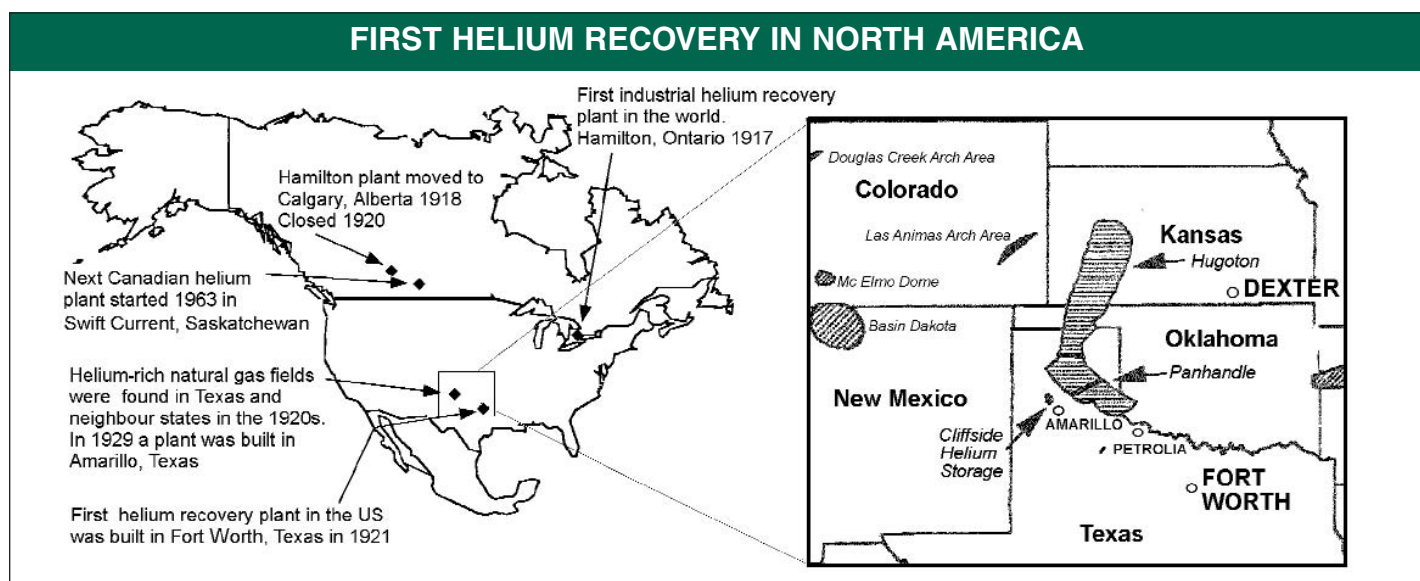 FIRST HELIUM RECOVERY IN NORTH AMERICA
First industrial helium recovery
plant in the world.
Hamilton, Ontario 1917
Hamilton plant moved to
Calgary, Alberta 1918
Closed 1920
Next Canadian helium
plant started 1963 in
Swift Current, Saskatchewan
Helium-rich natural gas fields
were found in Texas and
neighbour states in the 1920s.
In 1929 a plant was built in
Amarillo, Texas
First helium recovery plant in the US
was built in Fort Worth, Texas in 1921
Douglas Creek Arch Area
Colorado
Las Animas Arch Area
Kansas
Hugoton
Mc Elmo Dome
DEXTER
Basin Dakota
Oklahoma
Panhandle
New Mexico
AMARILLO
Cliffside
Helium
Storage
PETROLIA
FORT
WORTH
Texas